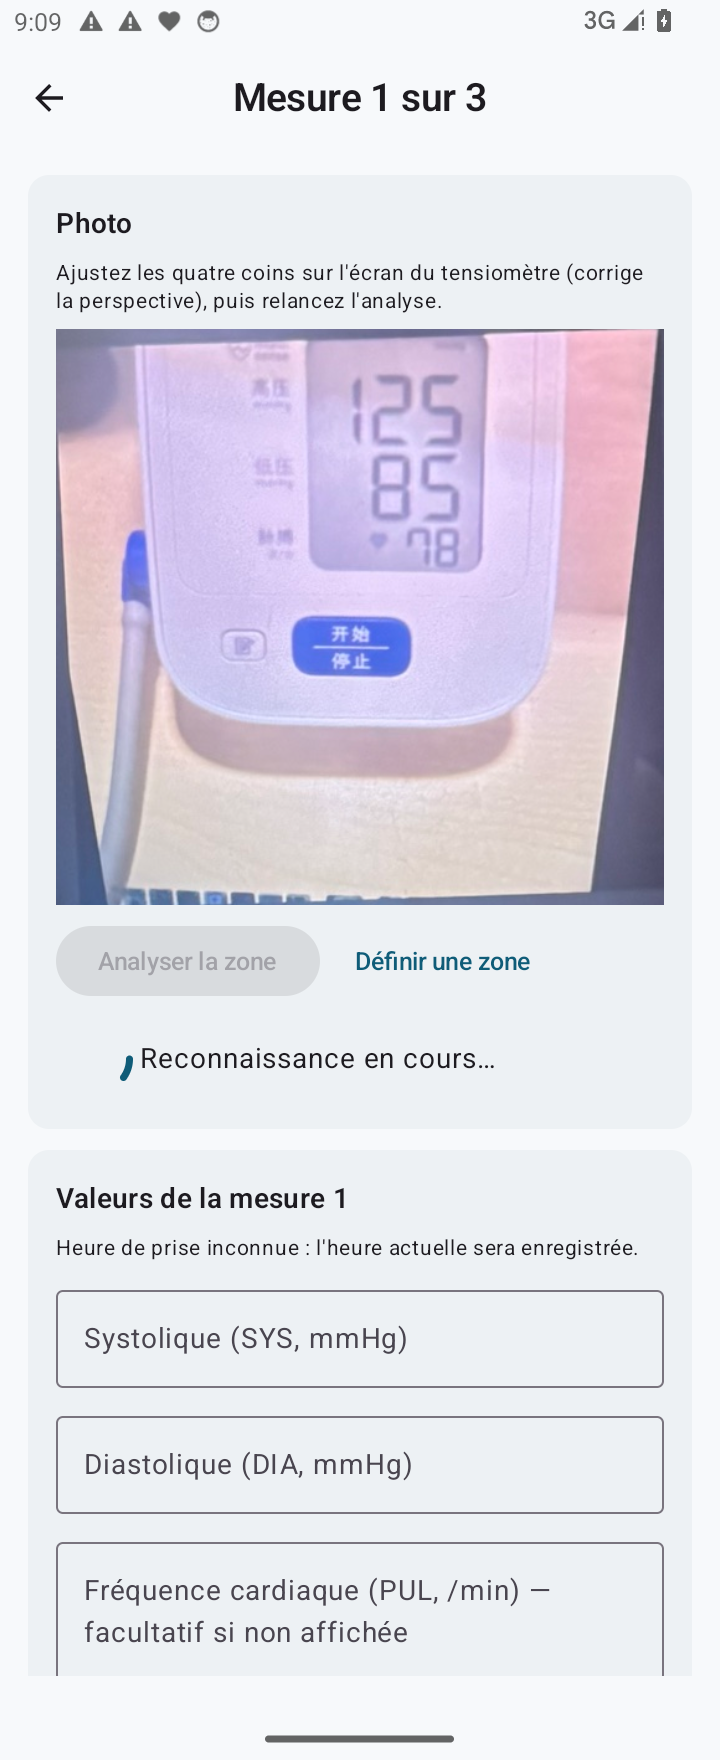 9:09
3G
Mesure 1 sur 3
Photo
Ajustez les quatre coins sur l'écran du tensiomètre (corrige
la perspective), puis relancez l'analyse.
高压
mmHg
125
低压
mmHg
85
脉搏
78
开始
停止
Analyser la zone
Définir une zone
Reconnaissance en cours…
Valeurs de la mesure 1
Heure de prise inconnue : l'heure actuelle sera enregistrée.
Systolique (SYS, mmHg)
Diastolique (DIA, mmHg)
Fréquence cardiaque (PUL, /min) —
facultatif si non affichée